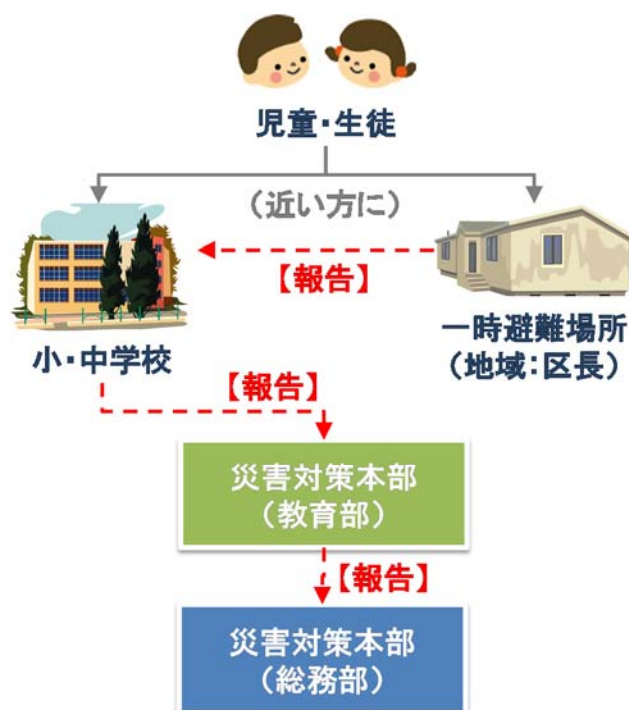 児童・生徒
（近い方に）
【報告】
小・中学校
一時避難場所
（地域：区長）
【報告】
災害対策本部
（教育部）
【報告】
災害対策本部
（総務部）